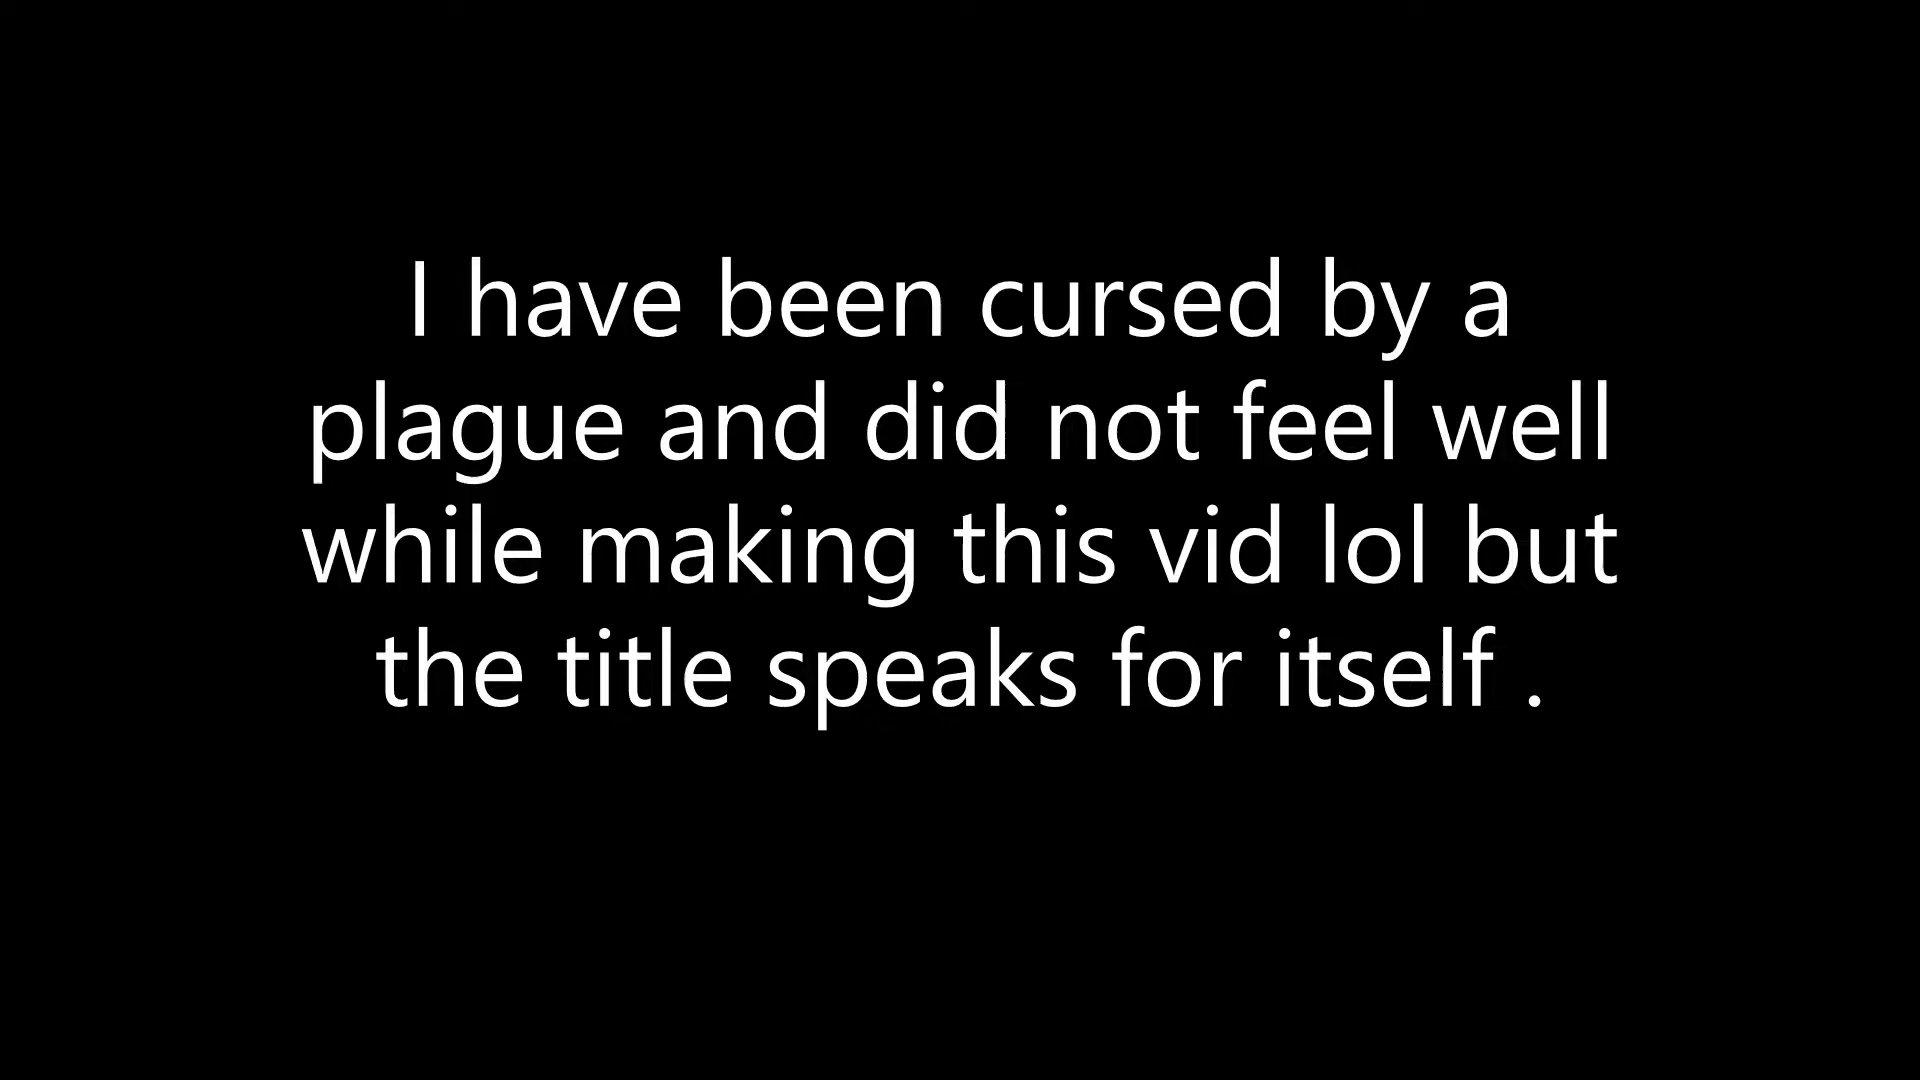 I have been cursed by a
plague and did not feel well
while making this vid lol but
the title speaks for itself .